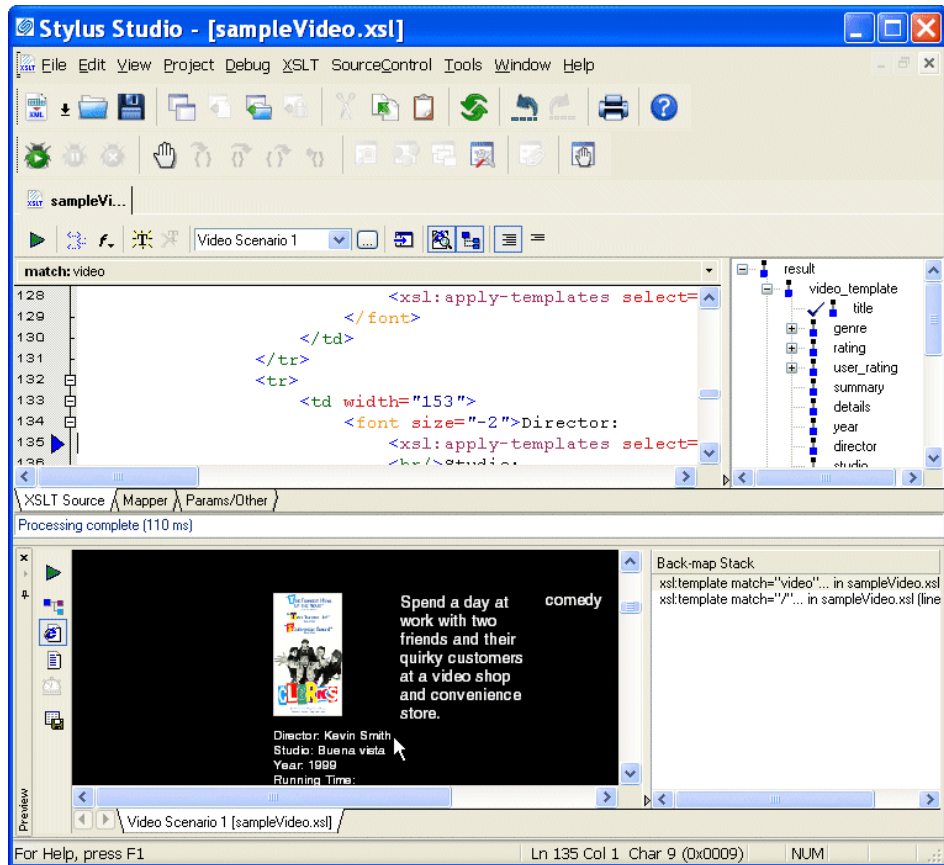 Stylus Studio - [sampleVideo.xsl]
File Edit View Project Debug XSLT SourceControl Tools Window Help
sampleVi...
Video Scenario 1
match: video
128 <xsl:apply-templates select=
129 </font>
130 </td>
131 </tr>
132 <tr>
133 <td width="153">
134 <font size="-2">Director:
135 <xsl:apply-templates select=
136 <br/>Studio:
result
video_template
title
genre
rating
user_rating
summary
details
year
director
studio
XSLT Source Mapper Params/Other
Processing complete (110 ms)
Preview
CLERKS
Spend a day at
work with two
friends and their
quirky customers
at a video shop
and convenience
store.
comedy
Director: Kevin Smith
Studio: Buena vista
Year: 1999
Running Time:
Back-map Stack
xsl:template match="video"... in sampleVideo.xsl
xsl:template match="/"... in sampleVideo.xsl (line
Video Scenario 1 [sampleVideo.xsl]
For Help, press F1
Ln 135 Col 1 Char 9 (0x0009) NUM